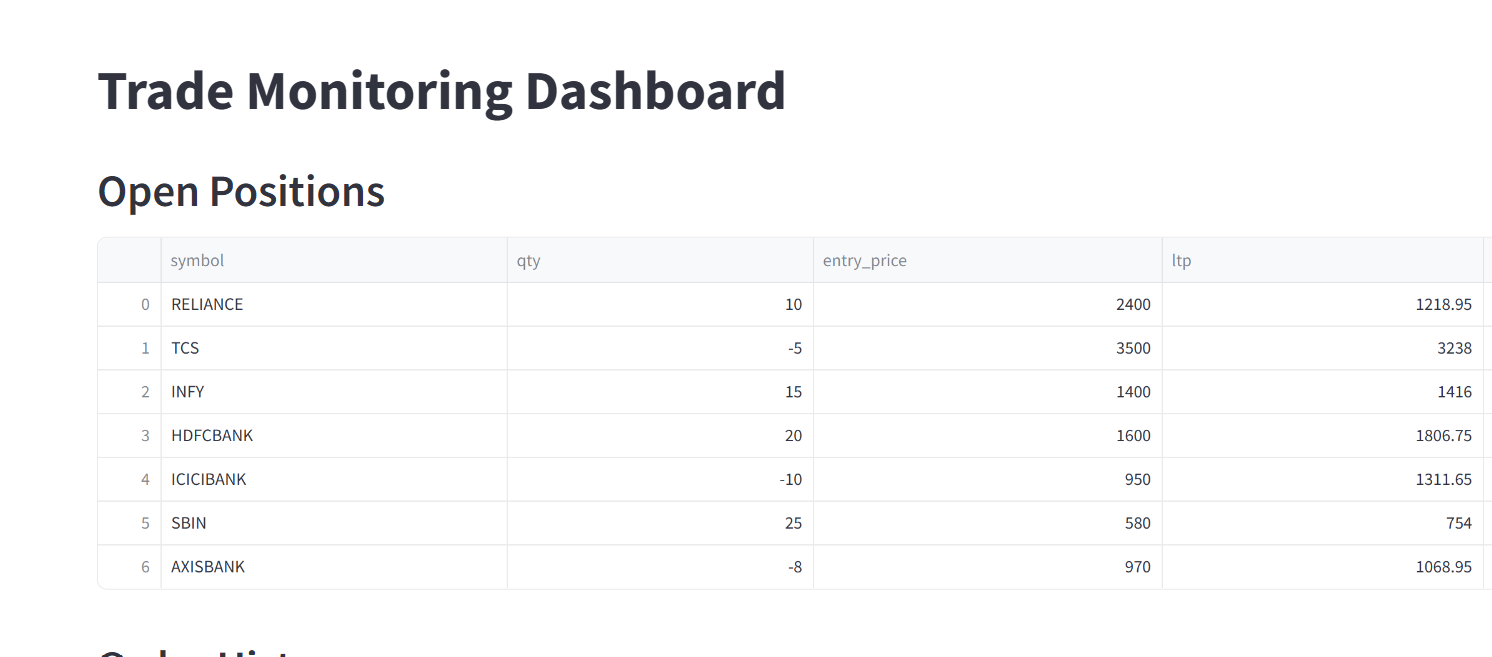 Trade Monitoring Dashboard
Open Positions
symbol qty entry_price ltp
0 RELIANCE 10 2400 1218.95
1 TCS -5 3500 3238
2 INFY 15 1400 1416
3 HDFCBANK 20 1600 1806.75
4 ICICIBANK -10 950 1311.65
5 SBIN 25 580 754
6 AXISBANK -8 970 1068.95